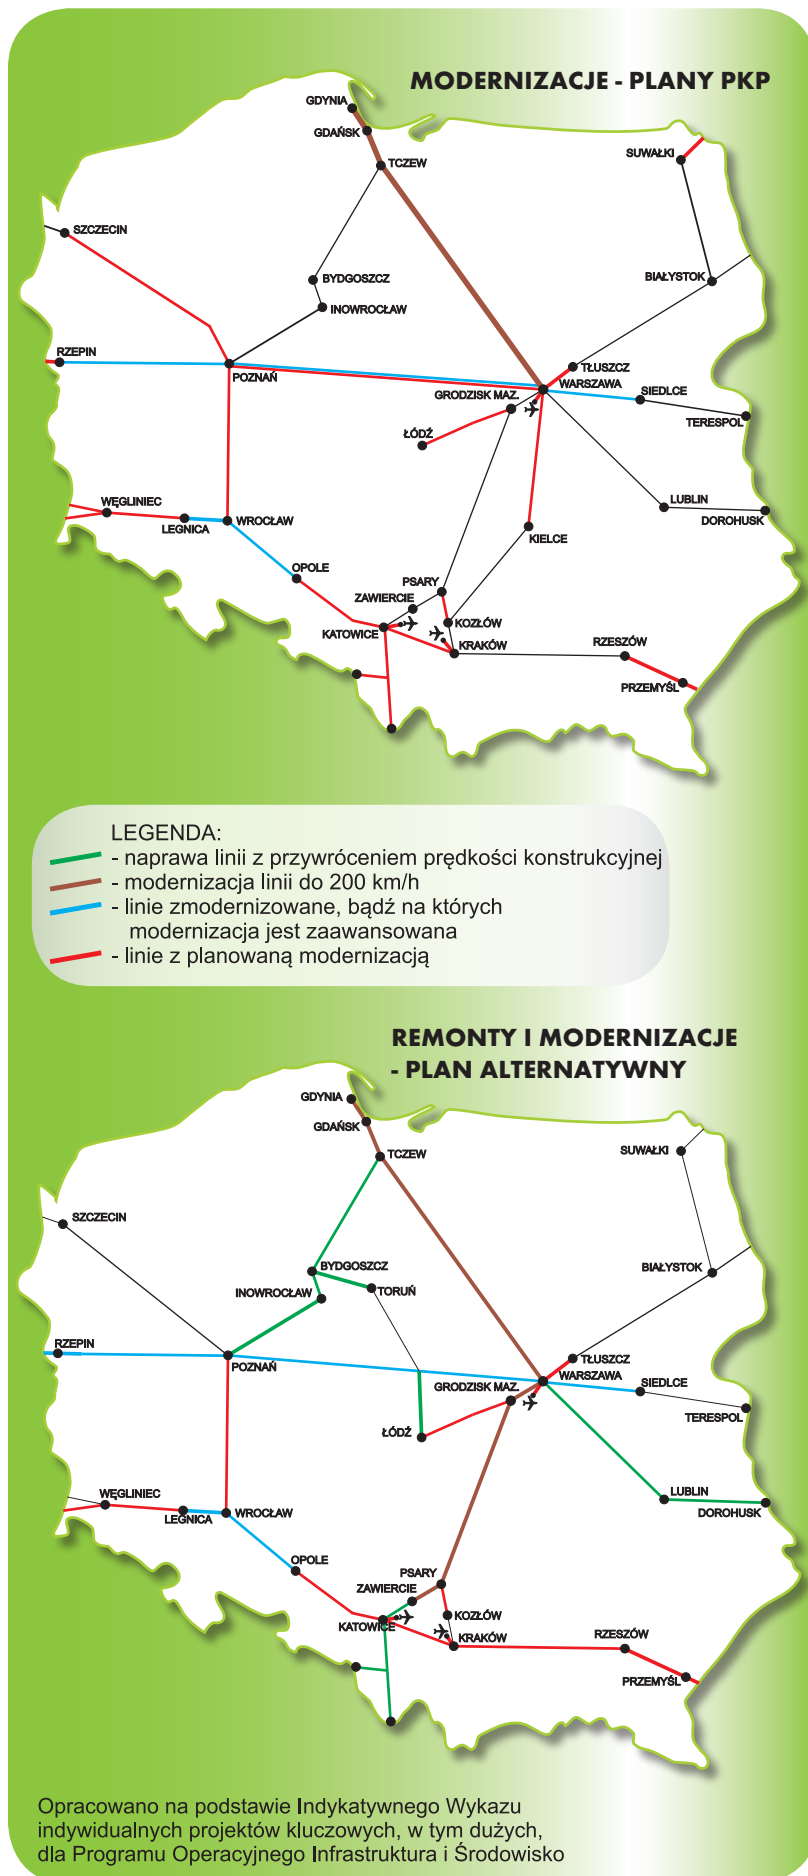 MODERNIZACJE - PLANY PKP
GDYNIA
GDAŃSK
TCZEW
SUWAŁKI
SZCZECIN
BYDGOSZCZ
BIAŁYSTOK
INOWROCŁAW
RZEPIN
POZNAŃ
TŁUSZCZ
WARSZAWA
GRODZISK MAZ.
SIEDLCE
TERESPOL
ŁÓDŹ
WĘGLINIEC
LEGNICA
WROCŁAW
LUBLIN
DOROHUSK
KIELCE
OPOLE
PSARY
ZAWIERCIE
KOZŁÓW
KATOWICE
KRAKÓW
RZESZÓW
PRZEMYŚL
LEGENDA:
- naprawa linii z przywróceniem prędkości konstrukcyjnej
- modernizacja linii do 200 km/h
- linie zmodernizowane, bądź na których
modernizacja jest zaawansowana
- linie z planowaną modernizacją
REMONTY I MODERNIZACJE
- PLAN ALTERNATYWNY
GDYNIA
GDAŃSK
TCZEW
SUWAŁKI
SZCZECIN
BYDGOSZCZ
BIAŁYSTOK
INOWROCŁAW
TORUŃ
RZEPIN
POZNAŃ
TŁUSZCZ
WARSZAWA
GRODZISK MAZ.
SIEDLCE
TERESPOL
ŁÓDŹ
WĘGLINIEC
LEGNICA
WROCŁAW
LUBLIN
DOROHUSK
OPOLE
PSARY
ZAWIERCIE
KOZŁÓW
KATOWICE
KRAKÓW
RZESZÓW
PRZEMYŚL
Opracowano na podstawie Indykatywnego Wykazu
indywidualnych projektów kluczowych, w tym dużych,
dla Programu Operacyjnego Infrastruktura i Środowisko